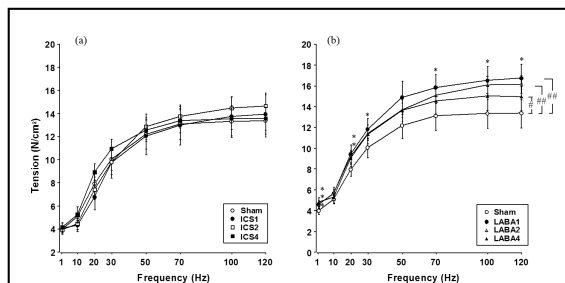 (a)
Tension (N/cm²)
20
18
16
14
12
10
8
6
4
2
1 10 20 30 50 70 100 120
Frequency (Hz)
Sham
ICS1
ICS2
ICS4
(b)
20
18
16
14
12
10
8
6
4
2
0
* * * * * * *
# ## ##
1 10 20 30 50 70 100 120
Frequency (Hz)
Sham
LABA1
LABA2
LABA4